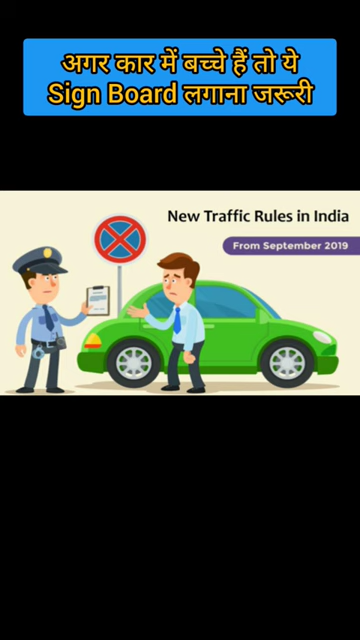 अगर कार में बच्चे हैं तो ये
Sign Board लगाना जरूरी
New Traffic Rules in India
From September 2019